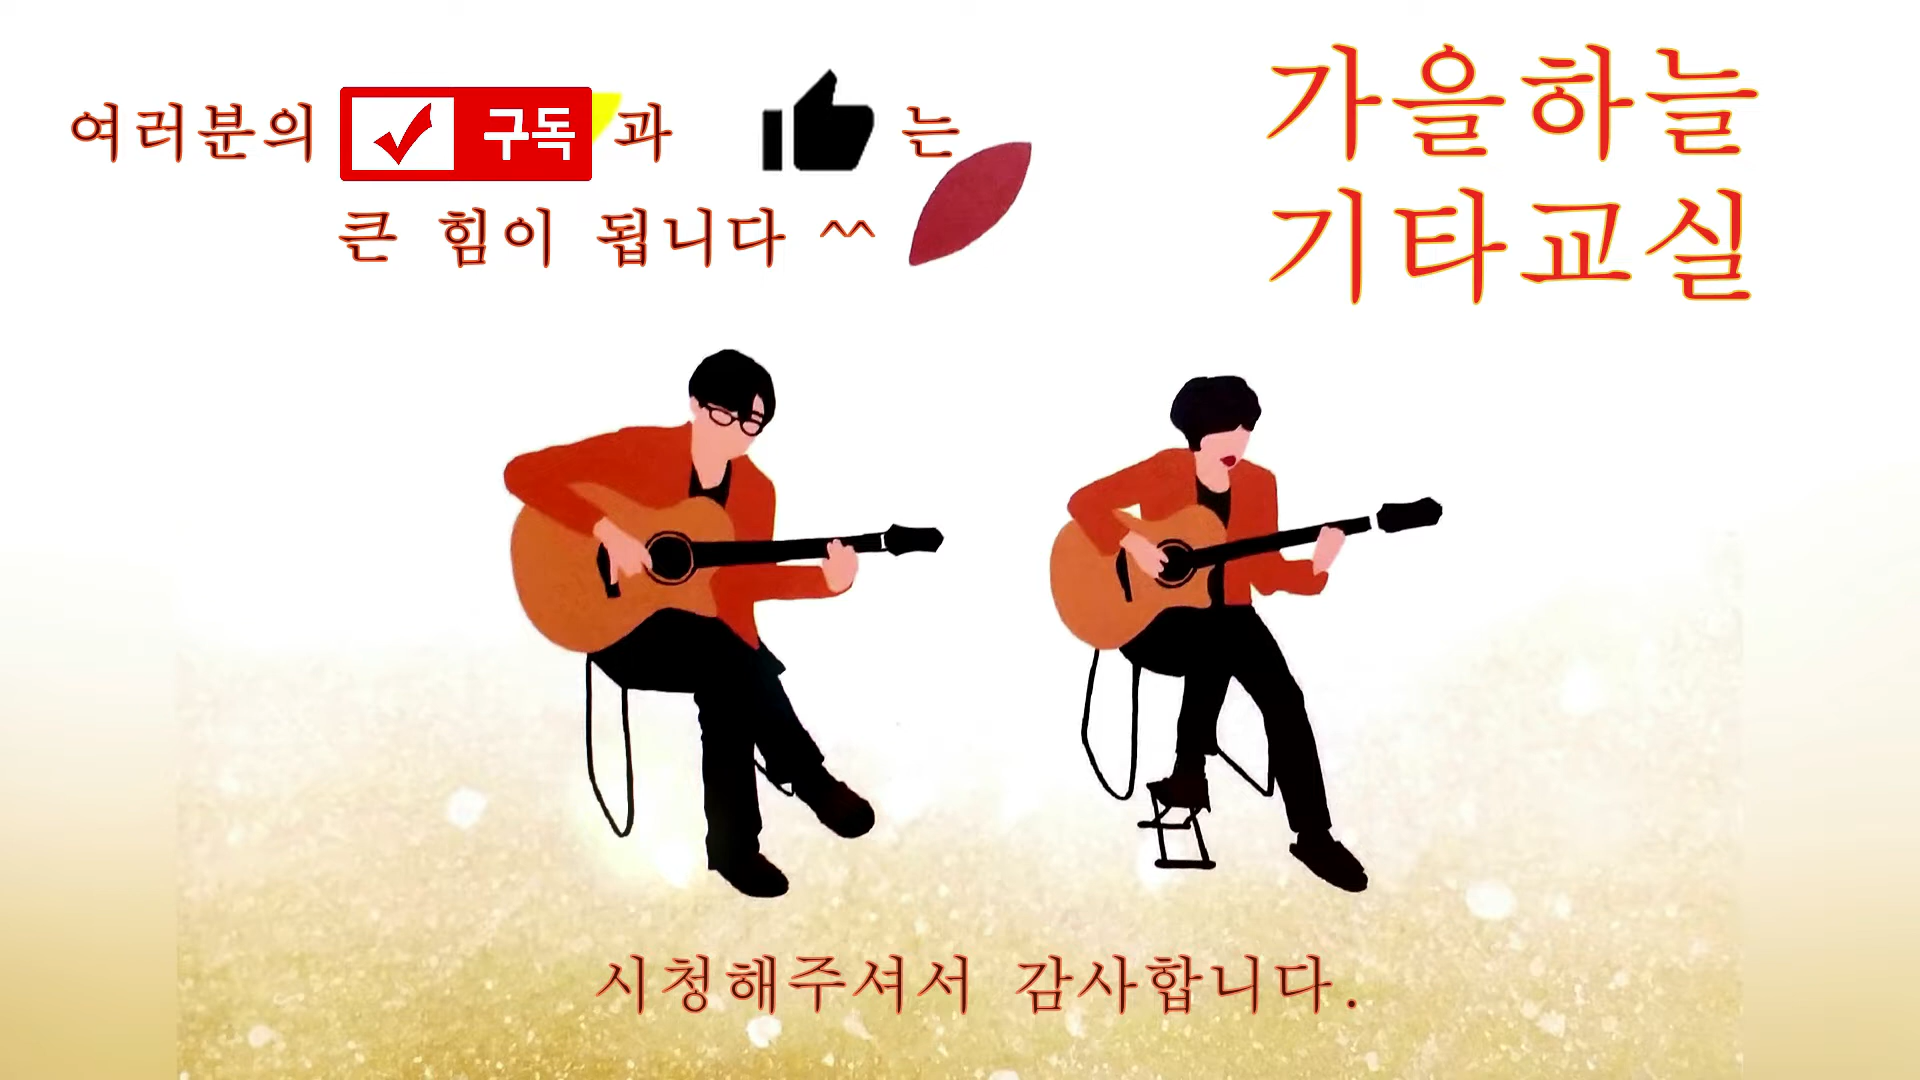 여러분의 구독과 는
큰 힘이 됩니다 ^^
가을하늘
기타교실
시청해주셔서 감사합니다.